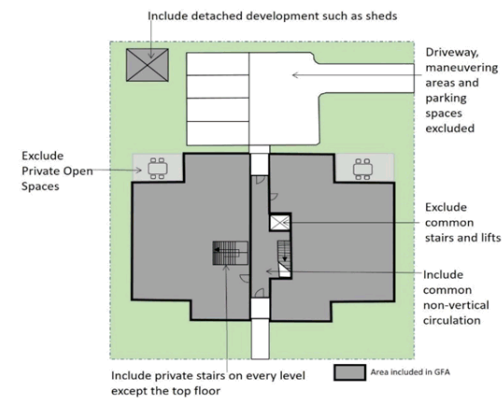 Include detached development such as sheds
Driveway,
maneuvering
areas and
parking
spaces
excluded
Exclude
Private Open
Spaces
Exclude
common
stairs and lifts
Include
common
non-vertical
circulation
Include private stairs on every level
except the top floor
Area included in GFA